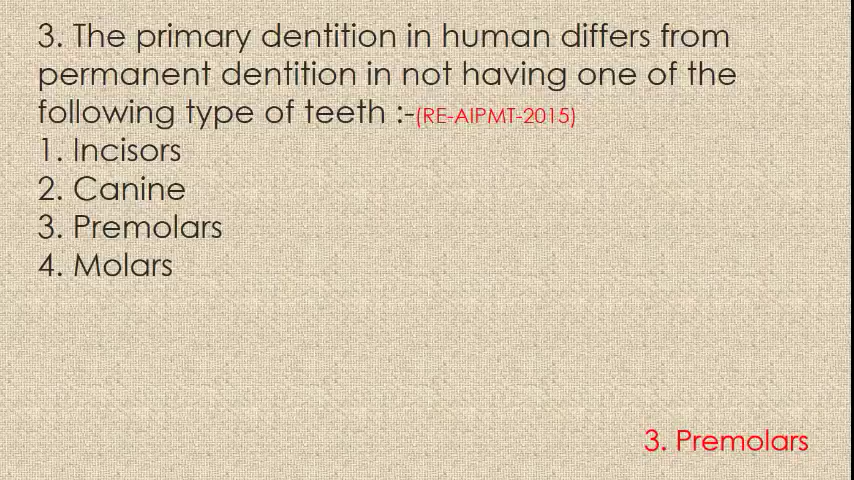 3. The primary dentition in human differs from
permanent dentition in not having one of the
following type of teeth :-(RE-AIPMT-2015)
1. Incisors
2. Canine
3. Premolars
4. Molars
3. Premolars